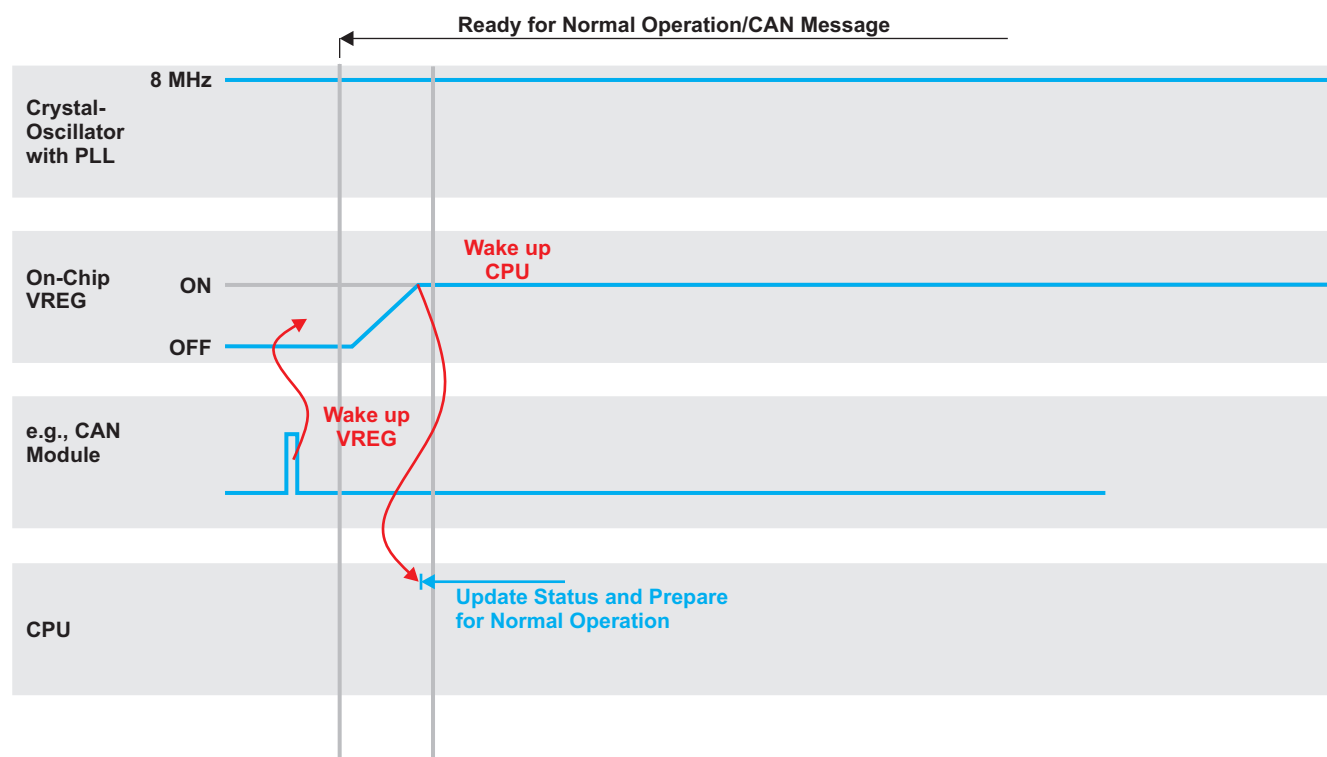 Ready for Normal Operation/CAN Message
8 MHz
Crystal-
Oscillator
with PLL
Wake up
CPU
On-Chip
VREG
ON
OFF
Wake up
VREG
e.g., CAN
Module
Update Status and Prepare
for Normal Operation
CPU